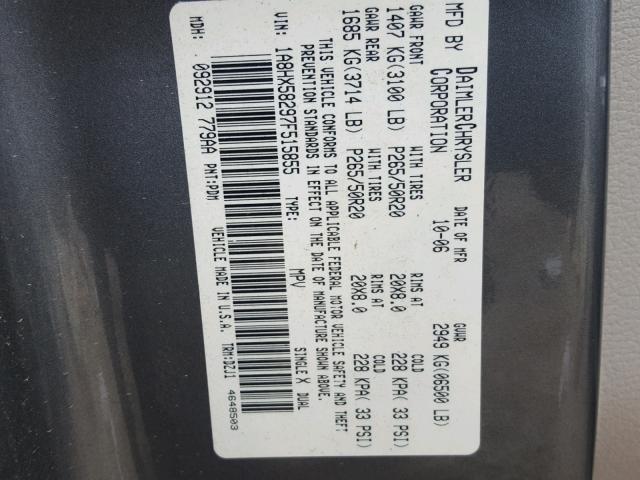 MFD BY DAIMLERCHRYSLER CORPORATION DATE OF MFR 10-06 GVWR 2949 KG(06500 LB)
GAWR FRONT WITH TIRES RIMS AT COLD
1407 KG(3100 LB) P265/50R20 20X8.0 228 KPA( 33 PSI)
GAWR REAR WITH TIRES RIMS AT COLD
1685 KG(3714 LB) P265/50R20 20X8.0 228 KPA( 33 PSI)
THIS VEHICLE CONFORMS TO ALL APPLICABLE FEDERAL MOTOR VEHICLE SAFETY AND THEFT
PREVENTION STANDARDS IN EFFECT ON THE DATE OF MANUFACTURE SHOWN ABOVE.
VIN: 1A8HX58297F515855 TYPE: MPV SINGLE X DUAL
MDH: 092912 779AA PNT:PDM VEHICLE MADE IN U.S.A. TRM:DZJ1 4648503